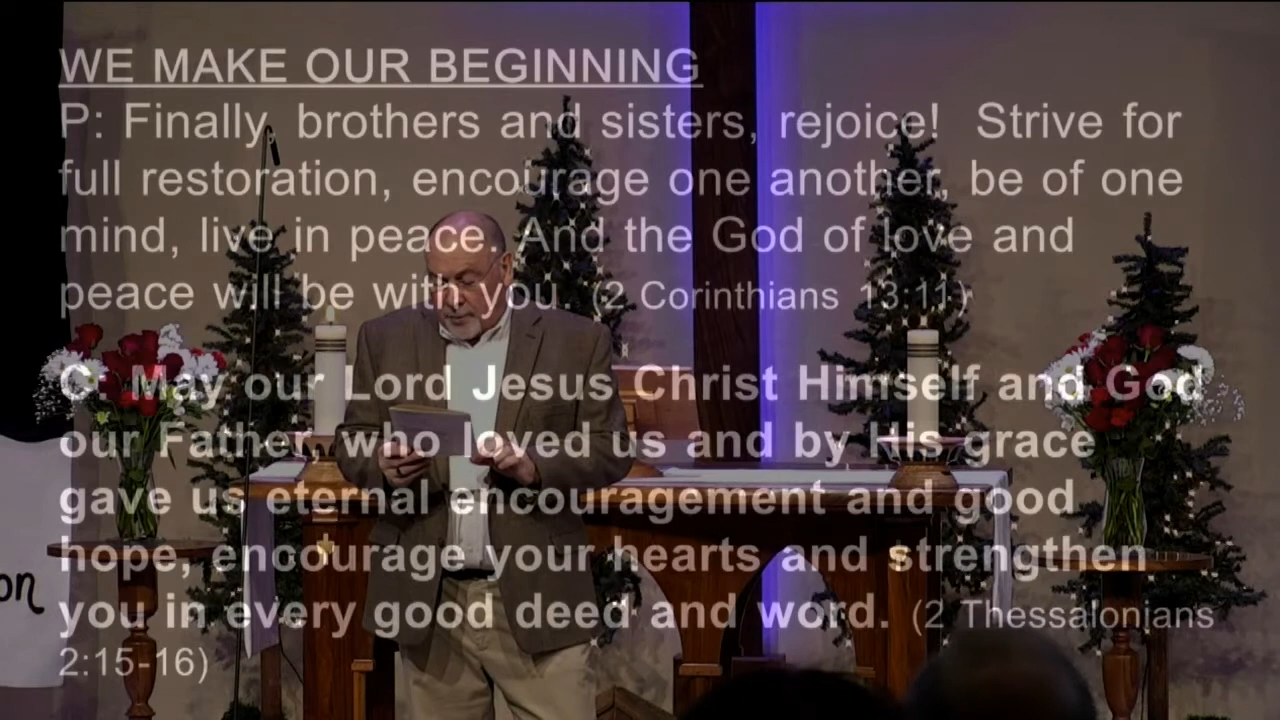 WE MAKE OUR BEGINNING
P: Finally, brothers and sisters, rejoice!  Strive for
full restoration, encourage one another, be of one
mind, live in peace. And the God of love and
peace will be with you. (2 Corinthians 13:11)
C: May our Lord Jesus Christ Himself and God
our Father, who loved us and by His grace
gave us eternal encouragement and good
hope, encourage your hearts and strengthen
you in every good deed and word. (2 Thessalonians
2:15-16)
on